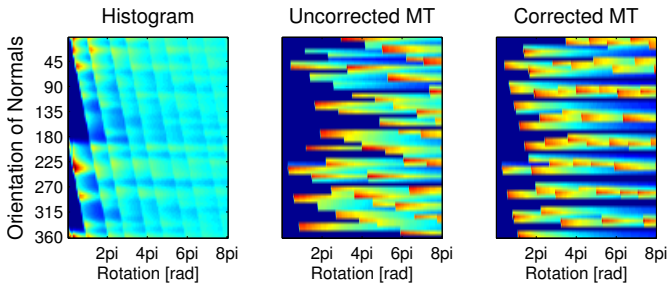 Histogram
Uncorrected MT
Corrected MT
Orientation of Normals
45
90
135
180
225
270
315
360
2pi 4pi 6pi 8pi
Rotation [rad]
2pi 4pi 6pi 8pi
Rotation [rad]
2pi 4pi 6pi 8pi
Rotation [rad]